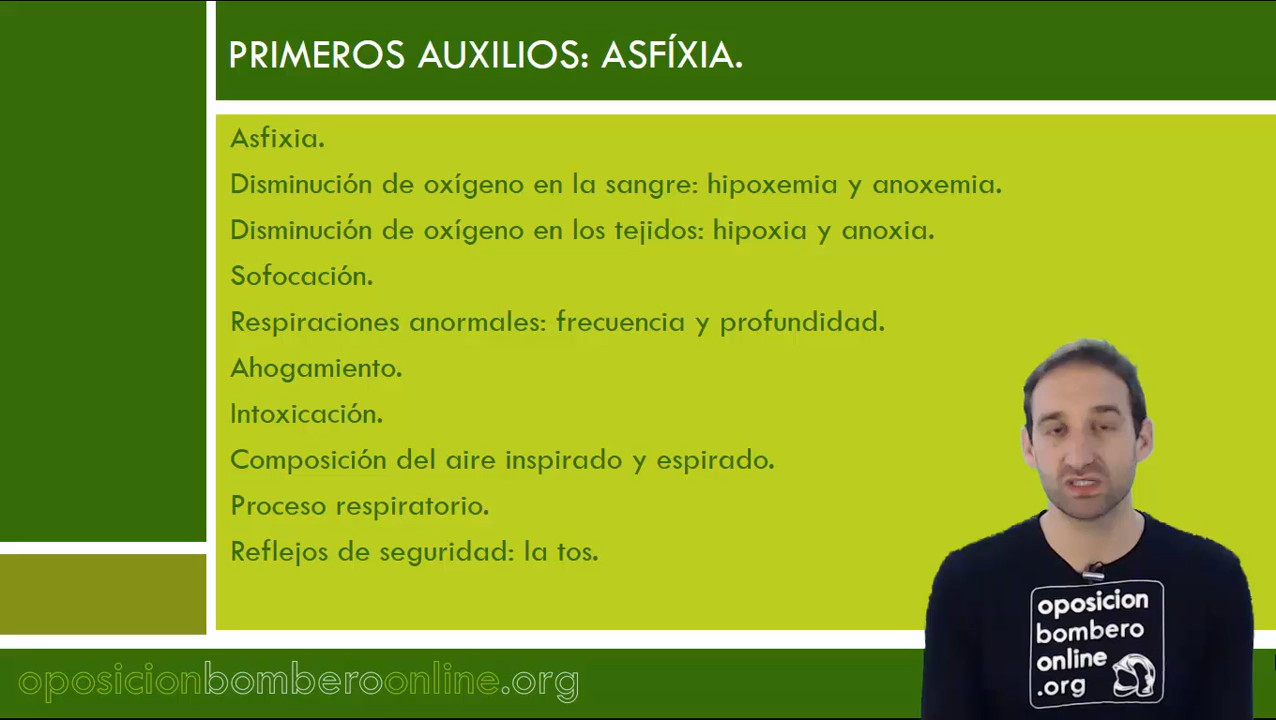 PRIMEROS AUXILIOS: ASFÍXIA.
Asfixia.
Disminución de oxígeno en la sangre: hipoxemia y anoxemia.
Disminución de oxígeno en los tejidos: hipoxia y anoxia.
Sofocación.
Respiraciones anormales: frecuencia y profundidad.
Ahogamiento.
Intoxicación.
Composición del aire inspirado y espirado.
Proceso respiratorio.
Reflejos de seguridad: la tos.
oposicion
bombero
online
.org
oposicionbomberoonline.org